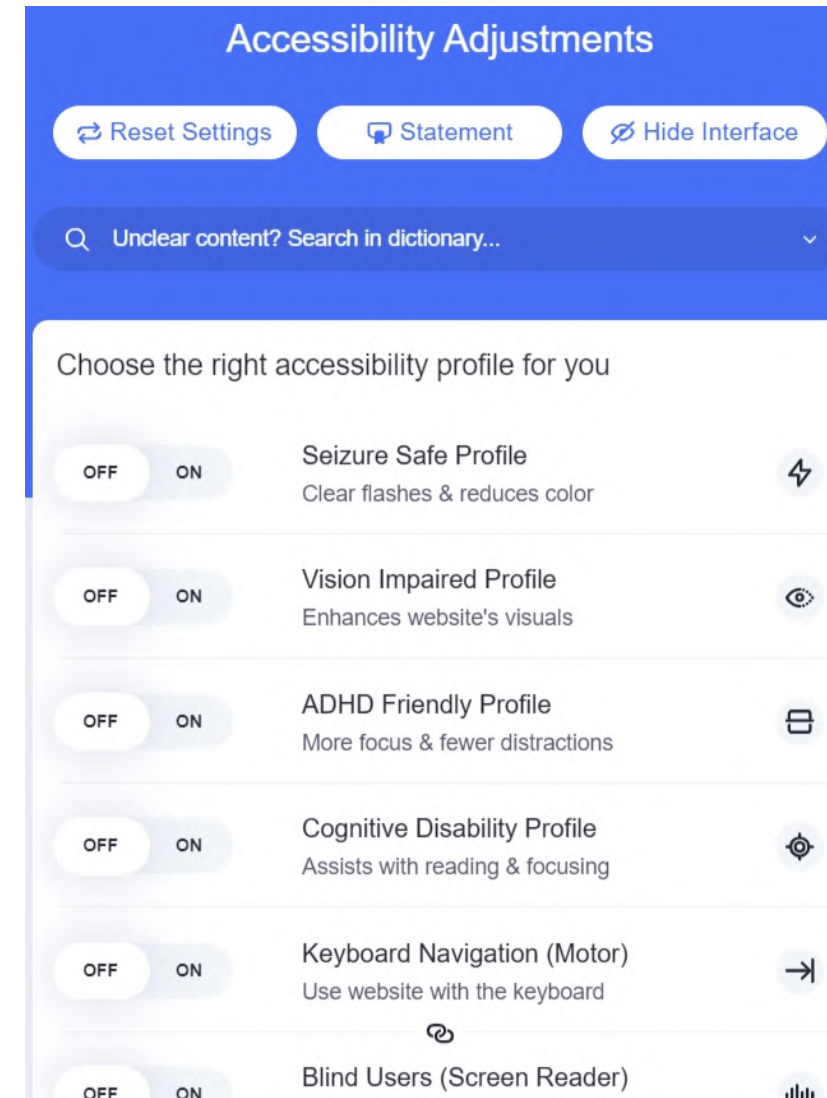 Accessibility Adjustments
Reset Settings
Statement
Hide Interface
Unclear content? Search in dictionary...
Choose the right accessibility profile for you
OFF ON
Seizure Safe Profile
Clear flashes & reduces color
OFF ON
Vision Impaired Profile
Enhances website's visuals
OFF ON
ADHD Friendly Profile
More focus & fewer distractions
OFF ON
Cognitive Disability Profile
Assists with reading & focusing
OFF ON
Keyboard Navigation (Motor)
Use website with the keyboard
OFF ON
Blind Users (Screen Reader)